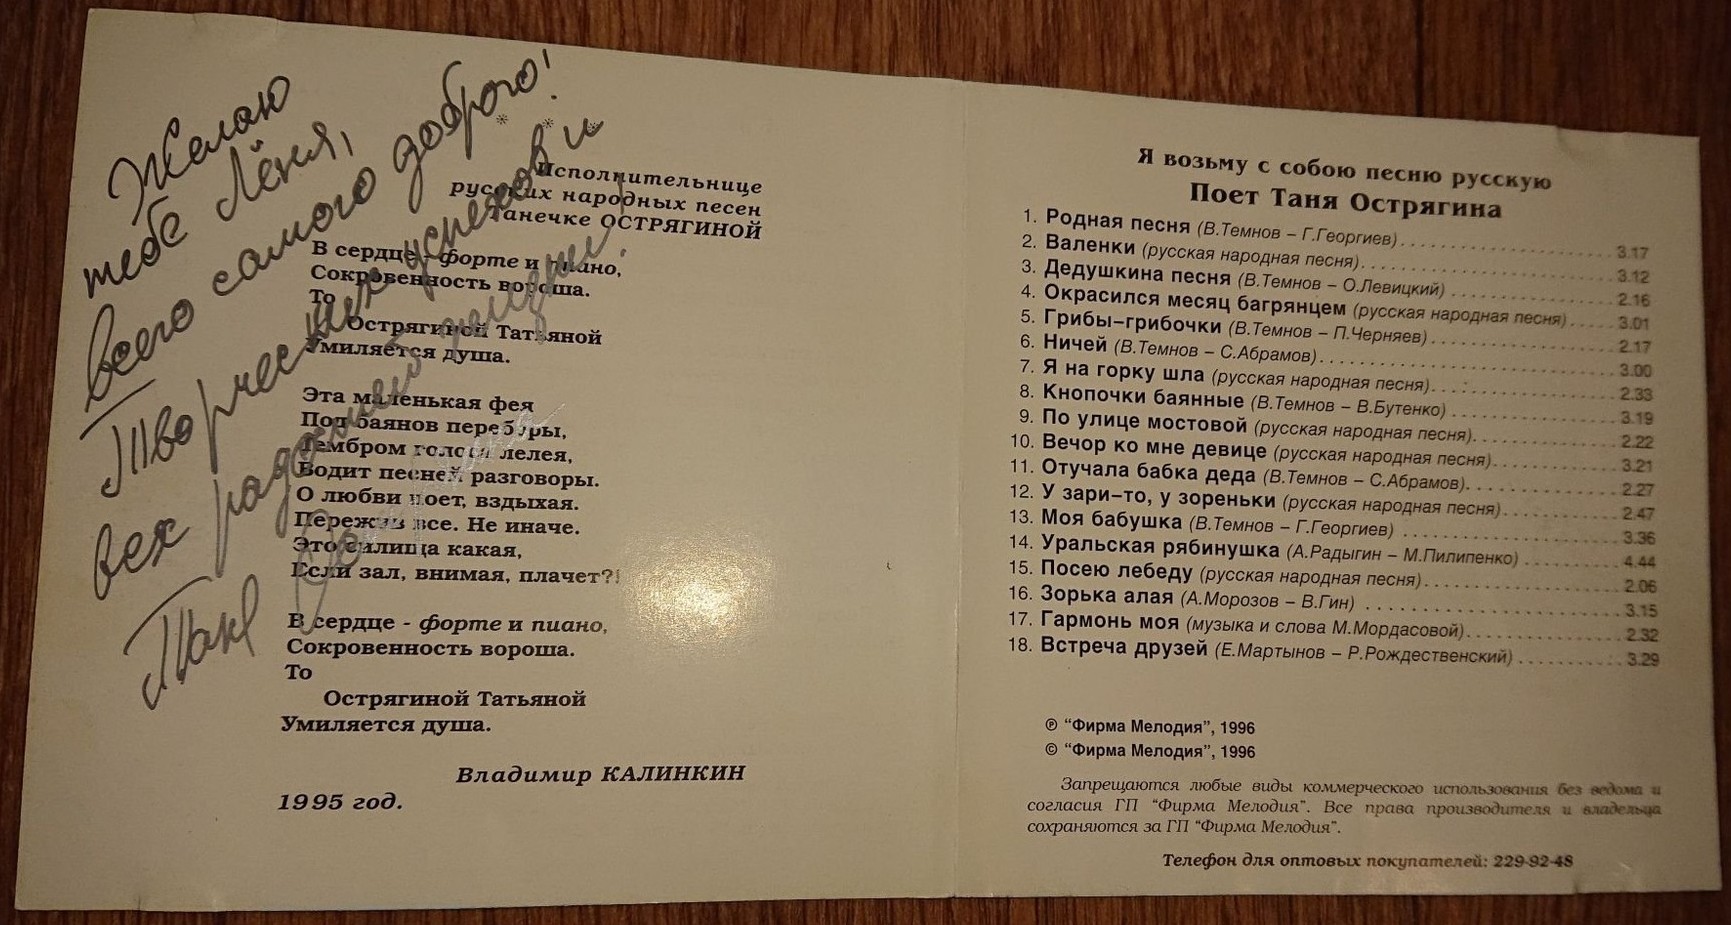 Желаю
тебе Лёня,
всего самого доброго!
Творческих успехов и
всех радостей жизни!
Таня Острягина
* * *
Исполнительнице
русских народных песен
Танечке ОСТРЯГИНОЙ
В сердце - форте и пиано,
Сокровенность вороша.
То
Острягиной Татьяной
Умиляется душа.
Эта маленькая фея
Под баянов перебуры,
Тембром голоса лелея,
Водит песней разговоры.
О любви поет, вздыхая.
Пережив все. Не иначе.
Это силища какая,
Если зал, внимая, плачет?!
В сердце - форте и пиано,
Сокровенность вороша.
То
Острягиной Татьяной
Умиляется душа.
Владимир КАЛИНКИН
1995 год.
Я возьму с собою песню русскую
Поет Таня Острягина
1. Родная песня (В.Темнов – Г.Георгиев) 3.17
2. Валенки (русская народная песня) 3.12
3. Дедушкина песня (В.Темнов – О.Левицкий) 2.16
4. Окрасился месяц багрянцем (русская народная песня) 3.01
5. Грибы–грибочки (В.Темнов – П.Черняев) 2.17
6. Ничей (В.Темнов – С.Абрамов) 3.00
7. Я на горку шла (русская народная песня) 2.33
8. Кнопочки баянные (В.Темнов – В.Бутенко) 3.19
9. По улице мостовой (русская народная песня) 2.22
10. Вечор ко мне девице (русская народная песня) 3.21
11. Отучала бабка деда (В.Темнов – С.Абрамов) 2.27
12. У зари–то, у зореньки (русская народная песня) 2.47
13. Моя бабушка (В.Темнов – Г.Георгиев) 3.36
14. Уральская рябинушка (А.Радыгин – М.Пилипенко) 4.44
15. Посею лебеду (русская народная песня) 2.06
16. Зорька алая (А.Морозов – В.Гин) 3.15
17. Гармонь моя (музыка и слова М.Мордасовой) 2.32
18. Встреча друзей (Е.Мартынов – Р.Рождественский) 3.29
℗ "Фирма Мелодия", 1996
© "Фирма Мелодия", 1996
Запрещаются любые виды коммерческого использования без ведома и
согласия ГП "Фирма Мелодия". Все права производителя и владельца
сохраняются за ГП "Фирма Мелодия".
Телефон для оптовых покупателей: 229-92-48